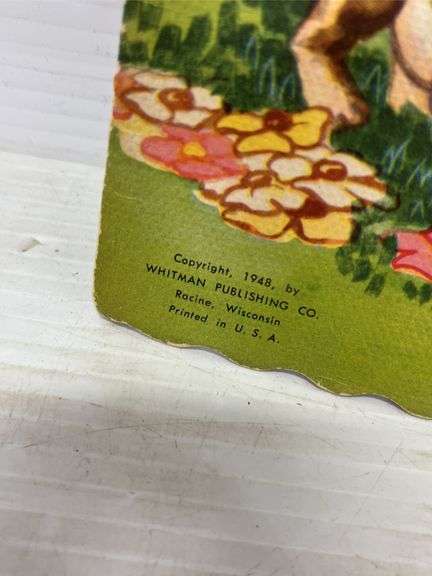 Copyright, 1948, by
WHITMAN PUBLISHING CO.
Racine, Wisconsin
Printed in U. S. A.